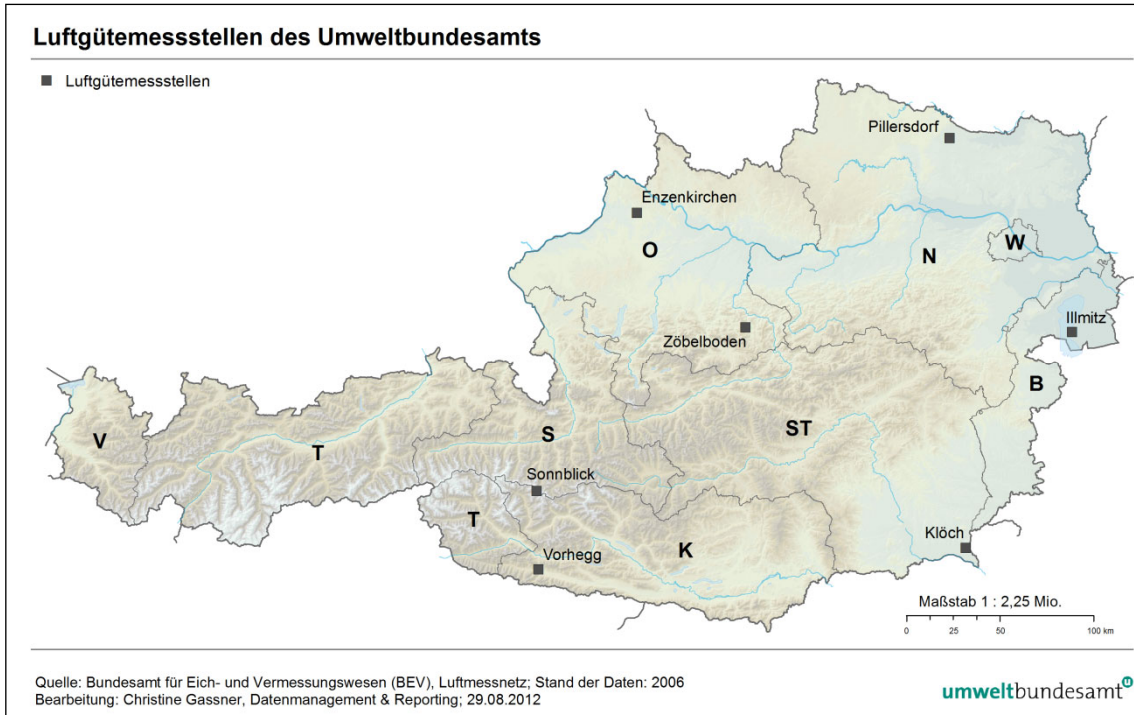 Luftgütemessstellen des Umweltbundesamts
Luftgütemessstellen
Pillersdorf
Enzenkirchen
O
N
W
Illmitz
Zöbelboden
B
V
T
S
ST
Sonnblick
T
K
Klöch
Vorhegg
Maßstab 1 : 2,25 Mio.
0 25 50 100 km
Quelle: Bundesamt für Eich- und Vermessungswesen (BEV), Luftmessnetz; Stand der Daten: 2006
Bearbeitung: Christine Gassner, Datenmanagement & Reporting; 29.08.2012
umweltbundesamt u